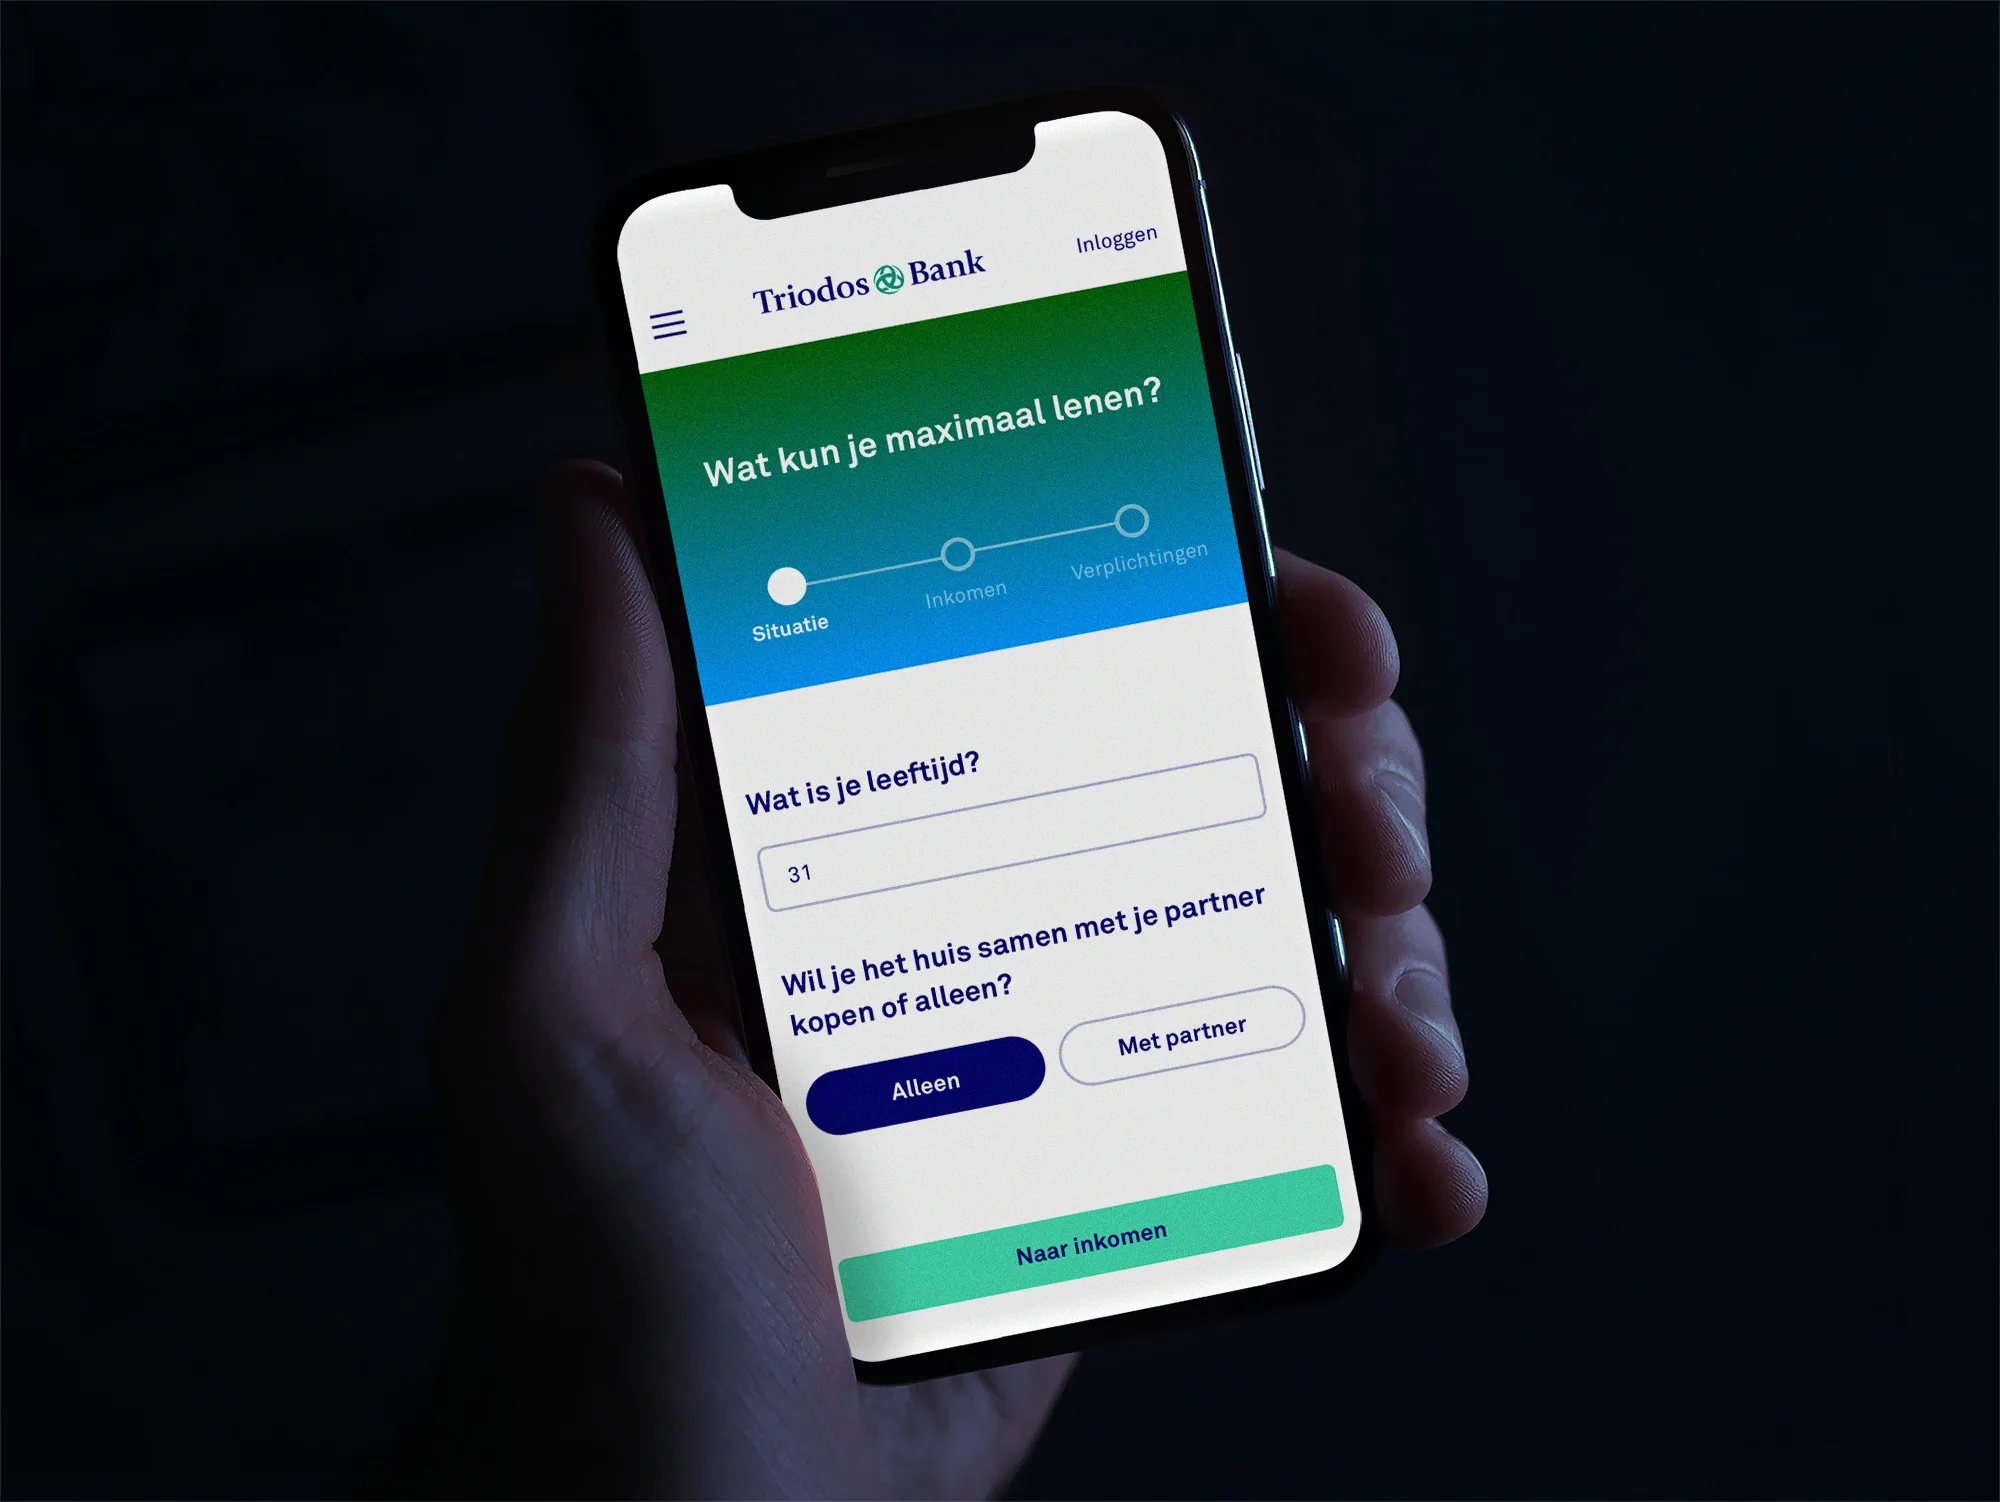 Inloggen
Triodos Bank
Wat kun je maximaal lenen?
Situatie
Inkomen
Verplichtingen
Wat is je leeftijd?
31
Wil je het huis samen met je partner
kopen of alleen?
Alleen
Met partner
Naar inkomen